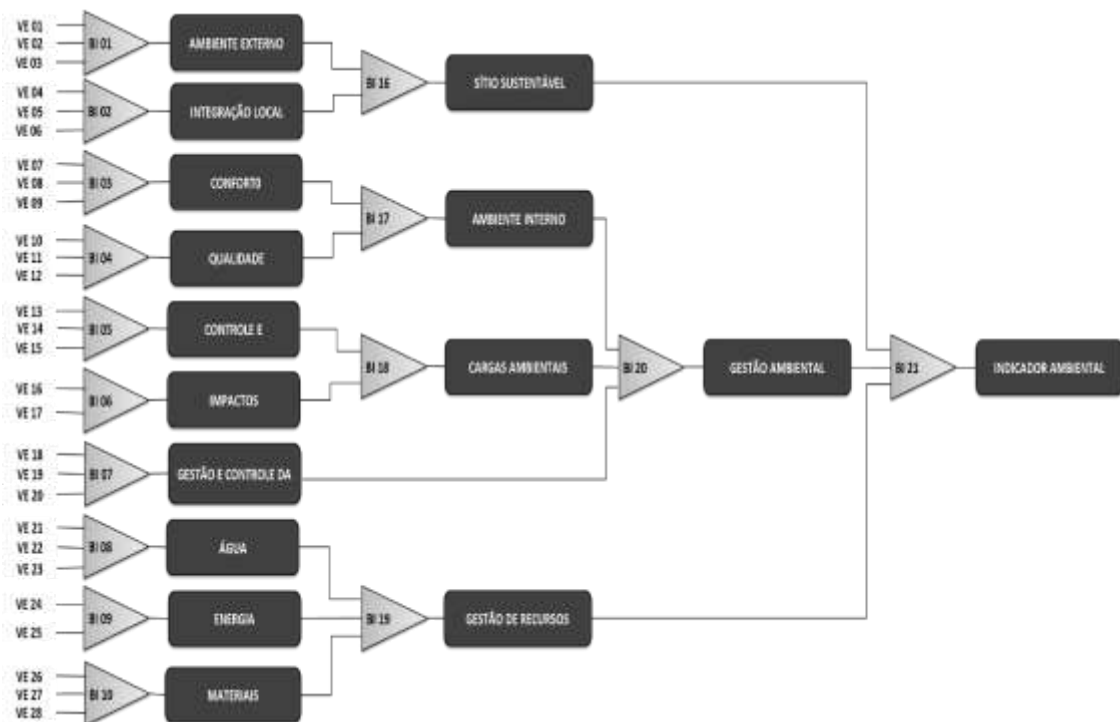 VE 01
VE 02
VE 03
BI 01
AMBIENTE EXTERNO
VE 04
VE 05
VE 06
BI 02
INTEGRAÇÃO LOCAL
BI 16
SÍTIO SUSTENTÁVEL
VE 07
VE 08
VE 09
BI 03
CONFORTO
VE 10
VE 11
VE 12
BI 04
QUALIDADE
BI 17
AMBIENTE INTERNO
VE 13
VE 14
VE 15
BI 05
CONTROLE E
VE 16
VE 17
BI 06
IMPACTOS
BI 18
CARGAS AMBIENTAIS
VE 18
VE 19
VE 20
BI 07
GESTÃO E CONTROLE DA
BI 20
GESTÃO AMBIENTAL
BI 21
INDICADOR AMBIENTAL
VE 21
VE 22
VE 23
BI 08
ÁGUA
VE 24
VE 25
BI 09
ENERGIA
VE 26
VE 27
VE 28
BI 10
MATERIAIS
BI 19
GESTÃO DE RECURSOS